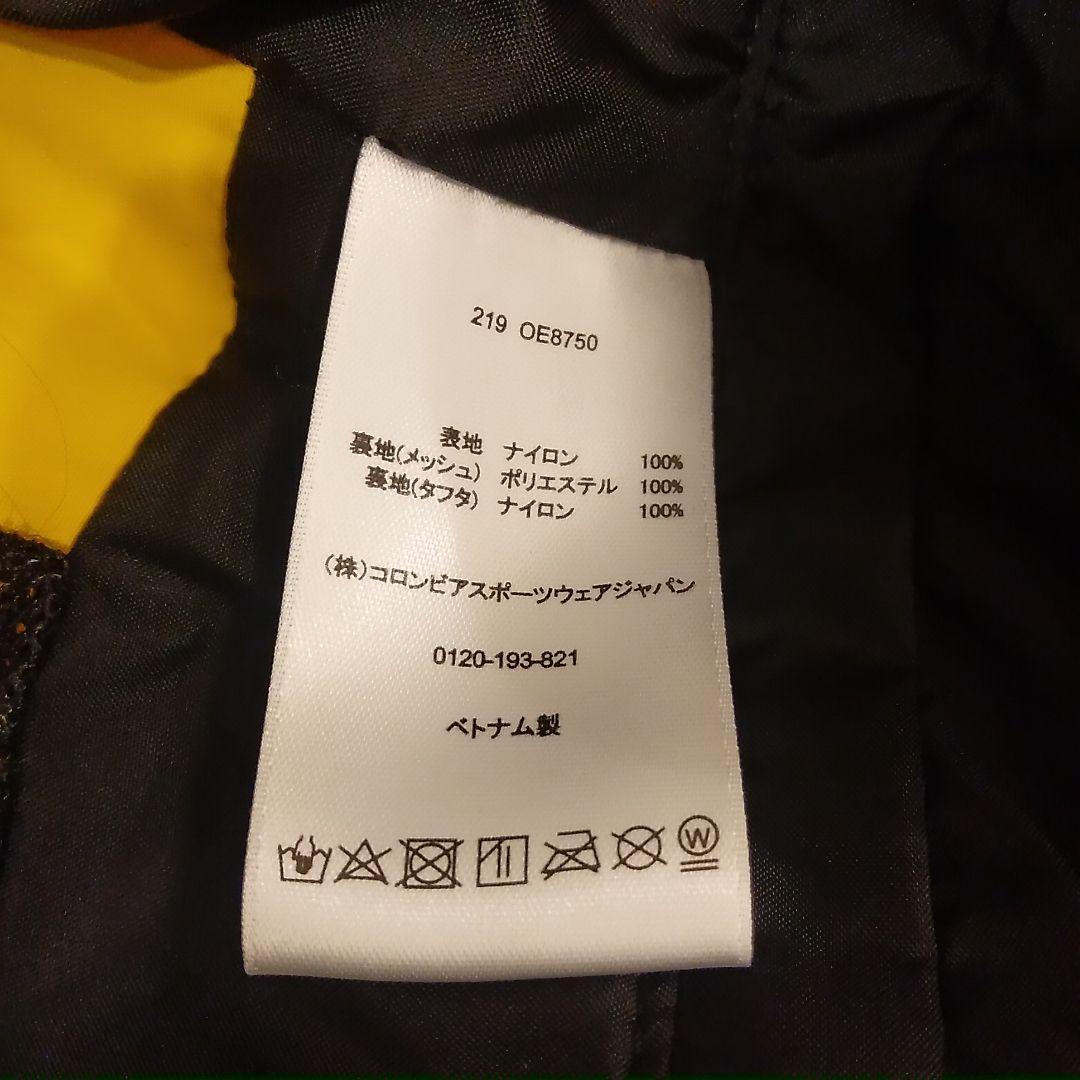 219 OE8750
表地 ナイロン 100%
裏地(メッシュ) ポリエステル 100%
裏地(タフタ) ナイロン 100%
(株)コロンビアスポーツウェアジャパン
0120-193-821
ベトナム製
W